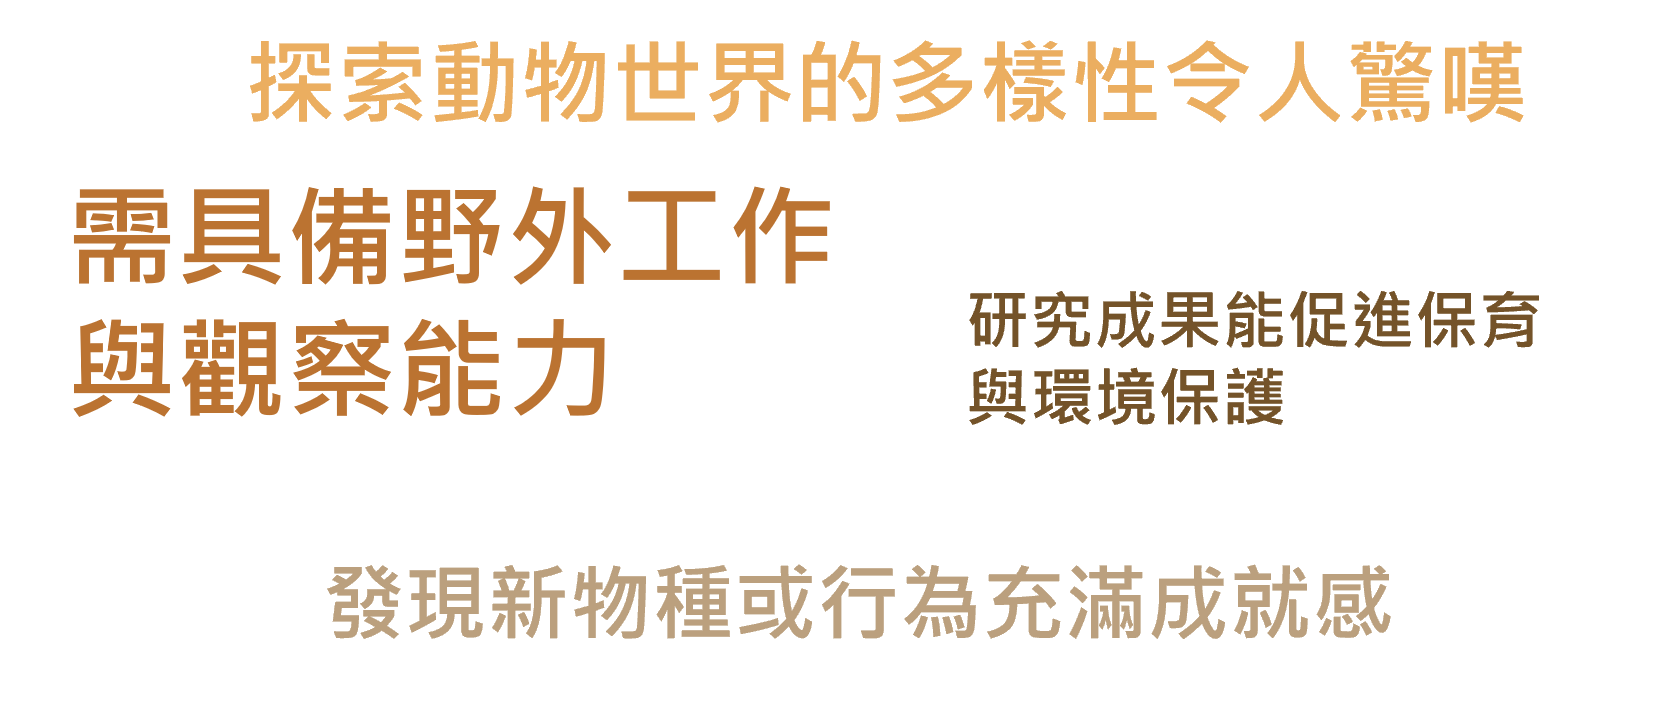 探索動物世界的多樣性令人驚嘆
需具備野外工作
與觀察能力
研究成果能促進保育
與環境保護
發現新物種或行為充滿成就感